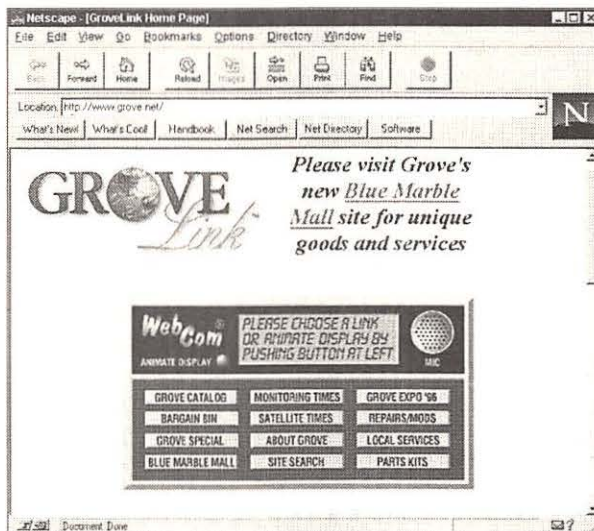 Netscape - [GroveLink Home Page]
File Edit View Go Bookmarks Options Directory Window Help
Back Forward Home Reload Images Open Print Find Stop
Location: http://www.grove.net/
What's New! What's Cool! Handbook Net Search Net Directory Software
N
GROVE
Link
Please visit Grove's
new Blue Marble
Mall site for unique
goods and services
WebCom®
ANIMATE DISPLAY
PLEASE CHOOSE A LINK
OR ANIMATE DISPLAY BY
PUSHING BUTTON AT LEFT
MIC
GROVE CATALOG MONITORING TIMES GROVE EXPO '96
BARGAIN BIN SATELLITE TIMES REPAIRS/MODS
GROVE SPECIAL ABOUT GROVE LOCAL SERVICES
BLUE MARBLE MALL SITE SEARCH PARTS KITS
Document: Done